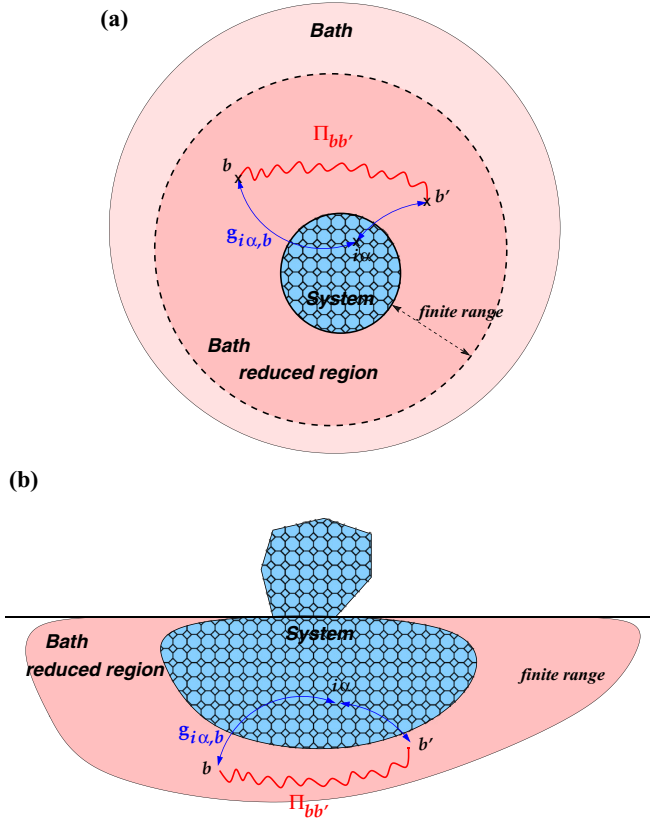 (a)
Bath
Π_{bb'}
b
b'
g_{iα,b}
iα
System
finite range
Bath
reduced region
(b)
System
Bath
reduced region
finite range
iα
g_{iα,b}
b'
b
Π_{bb'}